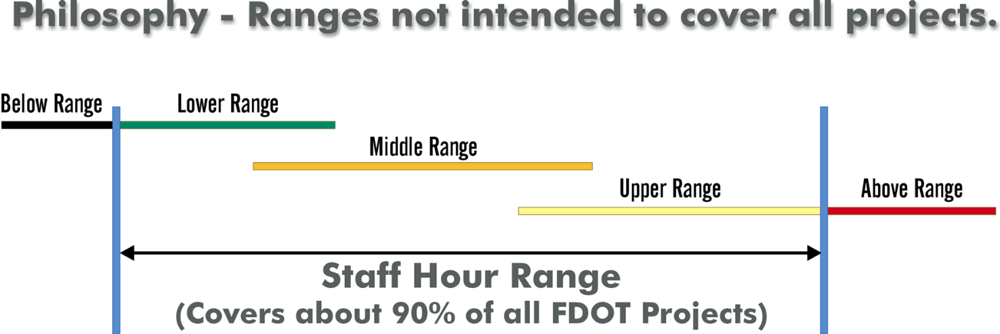 Philosophy - Ranges not intended to cover all projects.
Below Range
Lower Range
Middle Range
Upper Range
Above Range
Staff Hour Range
(Covers about 90% of all FDOT Projects)